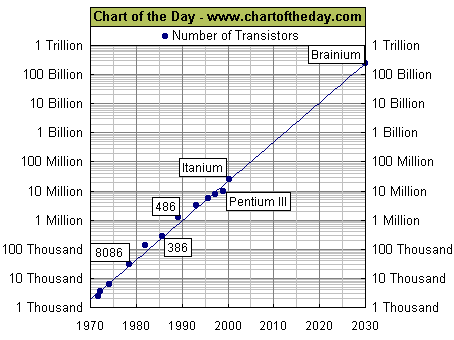 Chart of the Day - www.chartoftheday.com
Number of Transistors
1 Trillion 1 Trillion
Brainium
100 Billion 100 Billion
10 Billion 10 Billion
1 Billion 1 Billion
100 Million 100 Million
Itanium
10 Million 10 Million
Pentium III
486
1 Million 1 Million
386
8086
100 Thousand 100 Thousand
10 Thousand 10 Thousand
1 Thousand 1 Thousand
1970 1980 1990 2000 2010 2020 2030